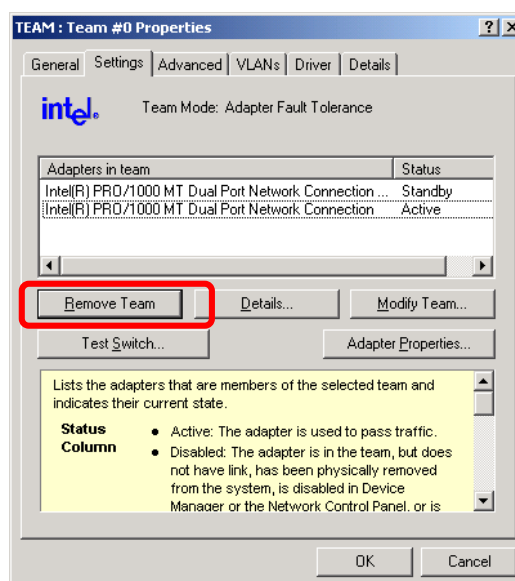 TEAM : Team #0 Properties
General Settings Advanced VLANs Driver Details
intel. Team Mode: Adapter Fault Tolerance
Adapters in team Status
Intel(R) PRO/1000 MT Dual Port Network Connection ... Standby
Intel(R) PRO/1000 MT Dual Port Network Connection Active
Remove Team Details... Modify Team...
Test Switch... Adapter Properties...
Lists the adapters that are members of the selected team and
indicates their current state.
Status • Active: The adapter is used to pass traffic.
Column • Disabled: The adapter is in the team, but does
not have link, has been physically removed
from the system, is disabled in Device
Manager or the Network Control Panel, or is
OK Cancel